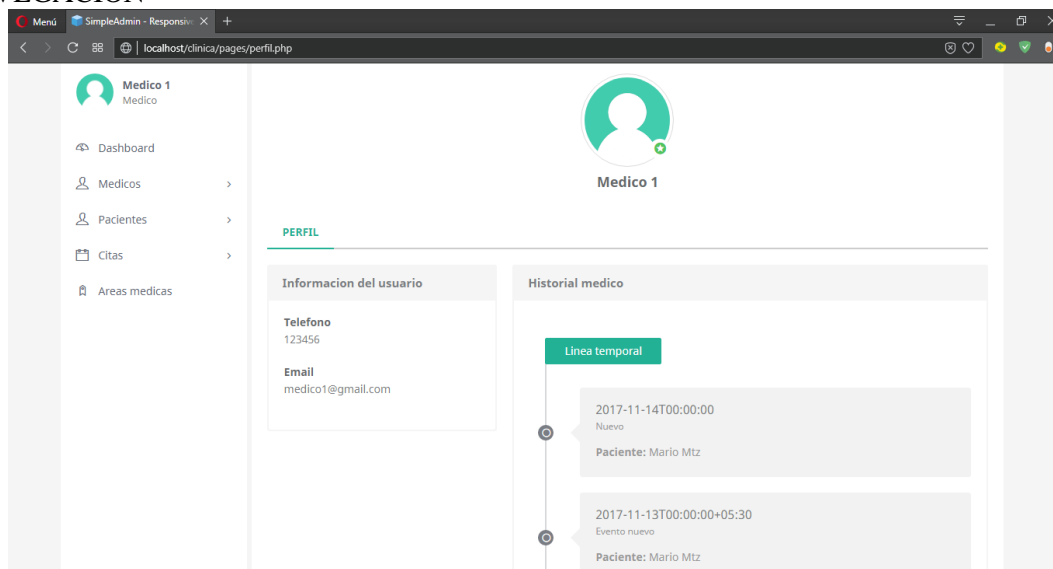 Menú
SimpleAdmin - Responsive
localhost/clinica/pages/perfil.php
Medico 1
Medico
Dashboard
Medicos
Pacientes
Citas
Areas medicas
Medico 1
PERFIL
Informacion del usuario
Telefono
123456
Email
medico1@gmail.com
Historial medico
Linea temporal
2017-11-14T00:00:00
Nuevo
Paciente: Mario Mtz
2017-11-13T00:00:00+05:30
Evento nuevo
Paciente: Mario Mtz